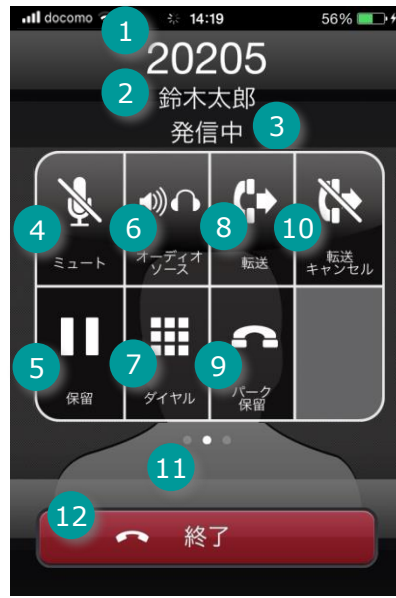 docomo 14:19 56%
1
20205
2 鈴木太郎
発信中 3
4 6 8 10
ミュート オーディオ
ソース 転送 転送
キャンセル
5 7 9
保留 ダイヤル パーク
保留
11
12
終了